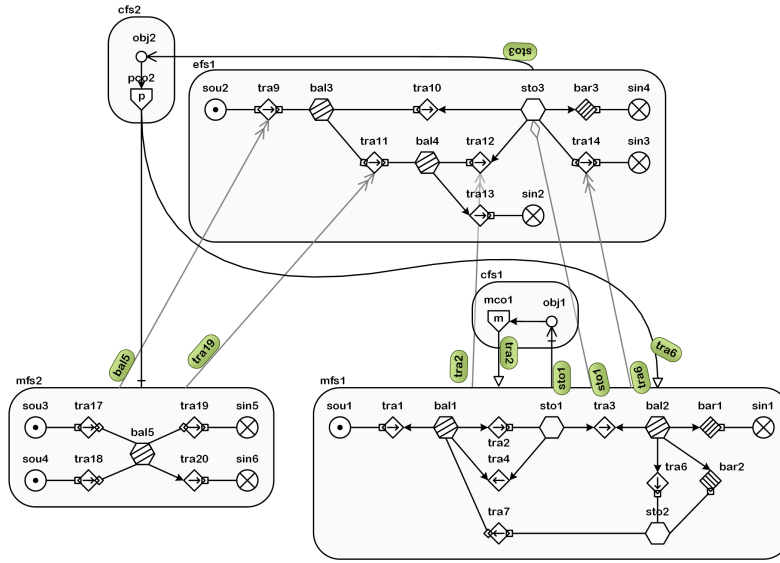 cfs2
obj2
pco2
p
sto3
efs1
sou2
tra9
bal3
tra10
sto3
bar3
sin4
tra11
bal4
tra12
tra14
sin3
tra13
sin2
cfs1
mco1
obj1
m
bal5
tra19
tra2
tra2
sto1
sto1
tra6
tra6
mfs2
sou3
tra17
tra19
sin5
bal5
sou4
tra18
tra20
sin6
mfs1
sou1
tra1
bal1
sto1
tra3
bal2
bar1
sin1
tra2
tra4
tra6
bar2
tra7
sto2